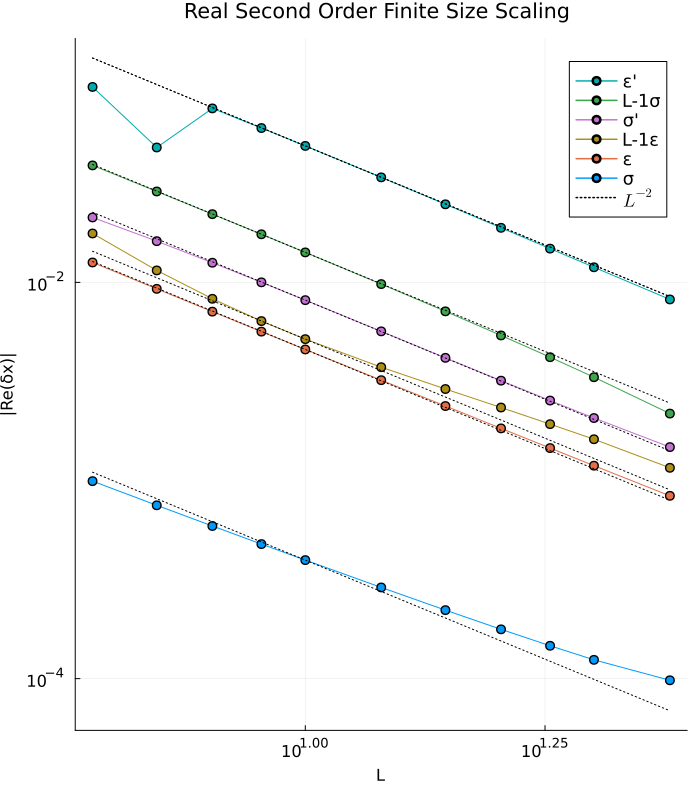 Real Second Order Finite Size Scaling
ε'
L-1σ
σ'
L-1ε
ε
σ
L⁻²
|Re(δx)|
10⁻²
10⁻⁴
10^1.00
10^1.25
L